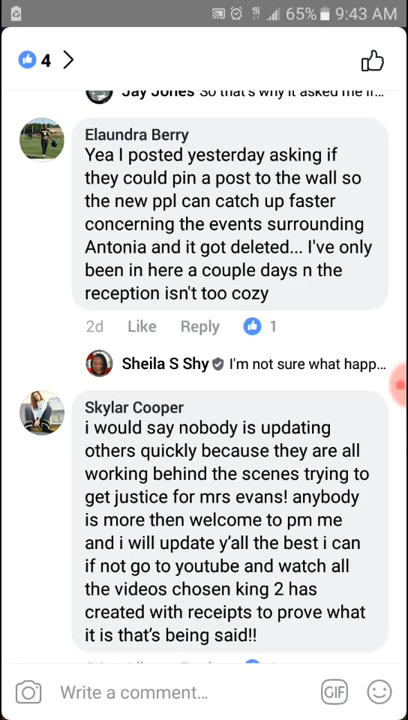 65% 9:43 AM
4
Jay Jones So that's why it asked me
Elaundra Berry
Yea I posted yesterday asking if
they could pin a post to the wall so
the new ppl can catch up faster
concerning the events surrounding
Antonia and it got deleted... I've only
been in here a couple days n the
reception isn't too cozy
2d Like Reply 1
Sheila S Shy I'm not sure what happ...
Skylar Cooper
i would say nobody is updating
others quickly because they are all
working behind the scenes trying to
get justice for mrs evans! anybody
is more then welcome to pm me
and i will update y'all the best i can
if not go to youtube and watch all
the videos chosen king 2 has
created with receipts to prove what
it is that's being said!!
Write a comment...
GIF